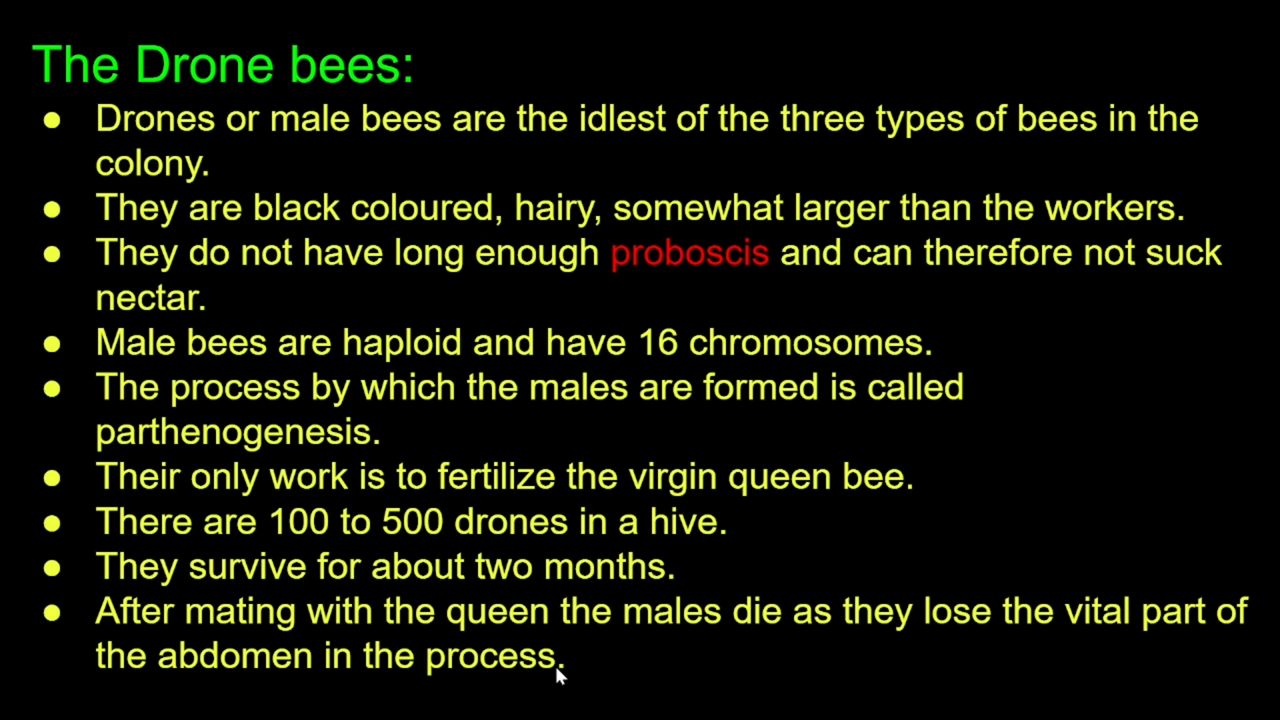 The Drone bees:
● Drones or male bees are the idlest of the three types of bees in the
colony.
● They are black coloured, hairy, somewhat larger than the workers.
● They do not have long enough proboscis and can therefore not suck
nectar.
● Male bees are haploid and have 16 chromosomes.
● The process by which the males are formed is called
parthenogenesis.
● Their only work is to fertilize the virgin queen bee.
● There are 100 to 500 drones in a hive.
● They survive for about two months.
● After mating with the queen the males die as they lose the vital part of
the abdomen in the process.